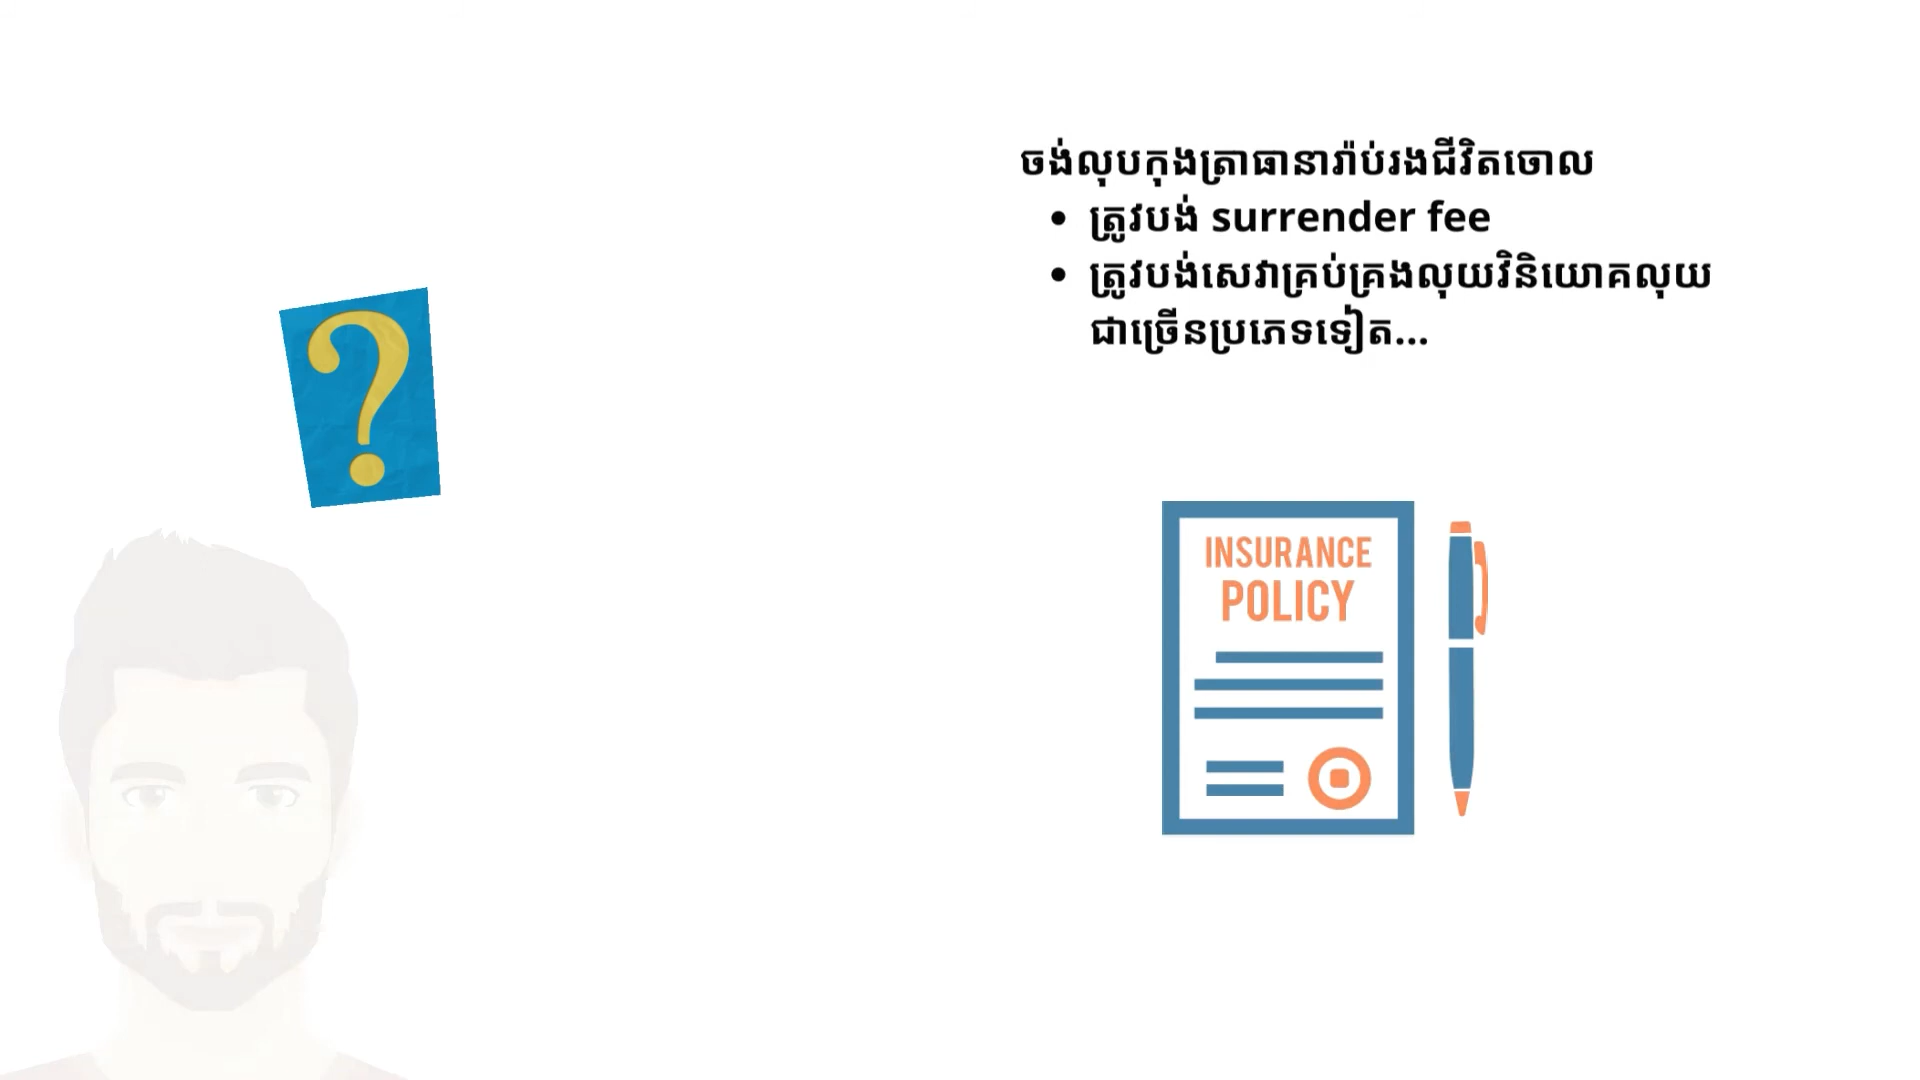 ចង់លុបកុងត្រាធានារ៉ាប់រងជីវិតចោល
• ត្រូវបង់ surrender fee
• ត្រូវបង់សេវាគ្រប់គ្រងលុយវិនិយោគលុយ
ជាច្រើនប្រភេទទៀត...
?
INSURANCE
POLICY